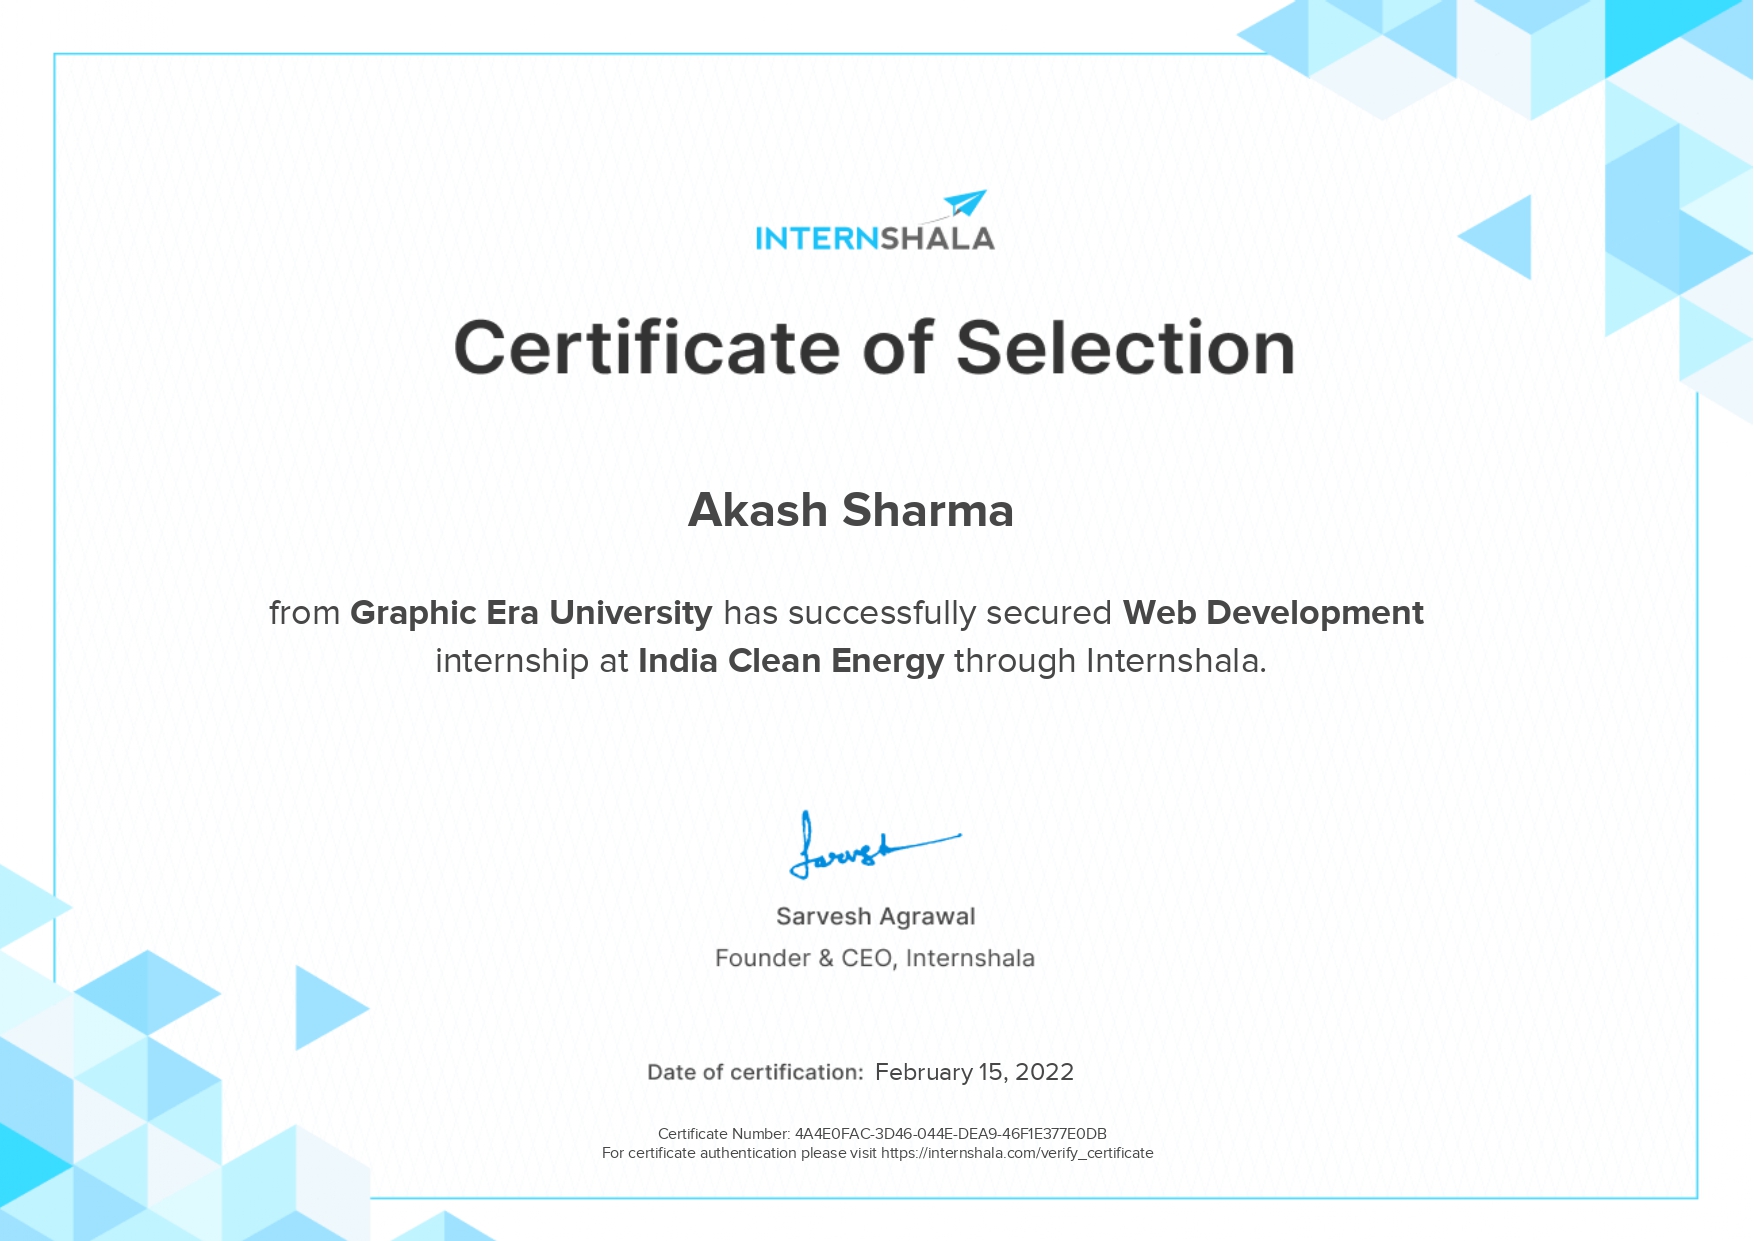 INTERNSHALA
Certificate of Selection
Akash Sharma
from Graphic Era University has successfully secured Web Development
internship at India Clean Energy through Internshala.
Sarvesh
Sarvesh Agrawal
Founder & CEO, Internshala
Date of certification: February 15, 2022
Certificate Number: 4A4E0FAC-3D46-044E-DEA9-46F1E377E0DB
For certificate authentication please visit https://internshala.com/verify_certificate